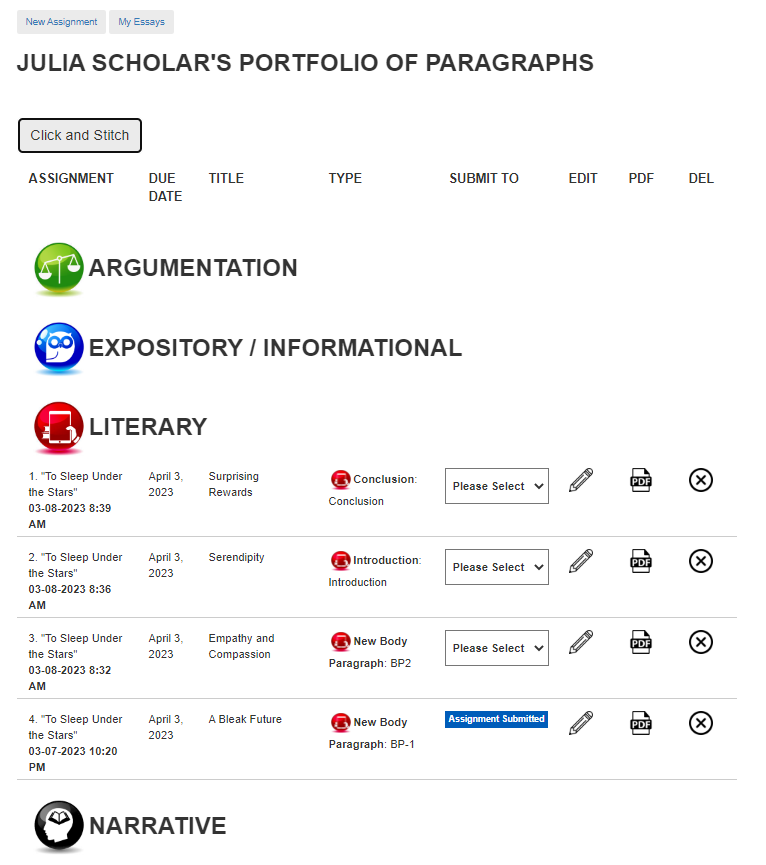 New Assignment My Essays
JULIA SCHOLAR'S PORTFOLIO OF PARAGRAPHS
Click and Stitch
ASSIGNMENT DUE DATE TITLE TYPE SUBMIT TO EDIT PDF DEL
ARGUMENTATION
EXPOSITORY / INFORMATIONAL
LITERARY
1. "To Sleep Under April 3, Surprising Conclusion: Please Select PDF
the Stars" 2023 Rewards Conclusion
03-08-2023 8:39
AM
2. "To Sleep Under April 3, Serendipity Introduction: Please Select PDF
the Stars" 2023 Introduction
03-08-2023 8:36
AM
3. "To Sleep Under April 3, Empathy and New Body Please Select PDF
the Stars" 2023 Compassion Paragraph: BP2
03-08-2023 8:32
AM
4. "To Sleep Under April 3, A Bleak Future New Body Assignment Submitted PDF
the Stars" 2023 Paragraph: BP-1
03-07-2023 10:20
PM
NARRATIVE